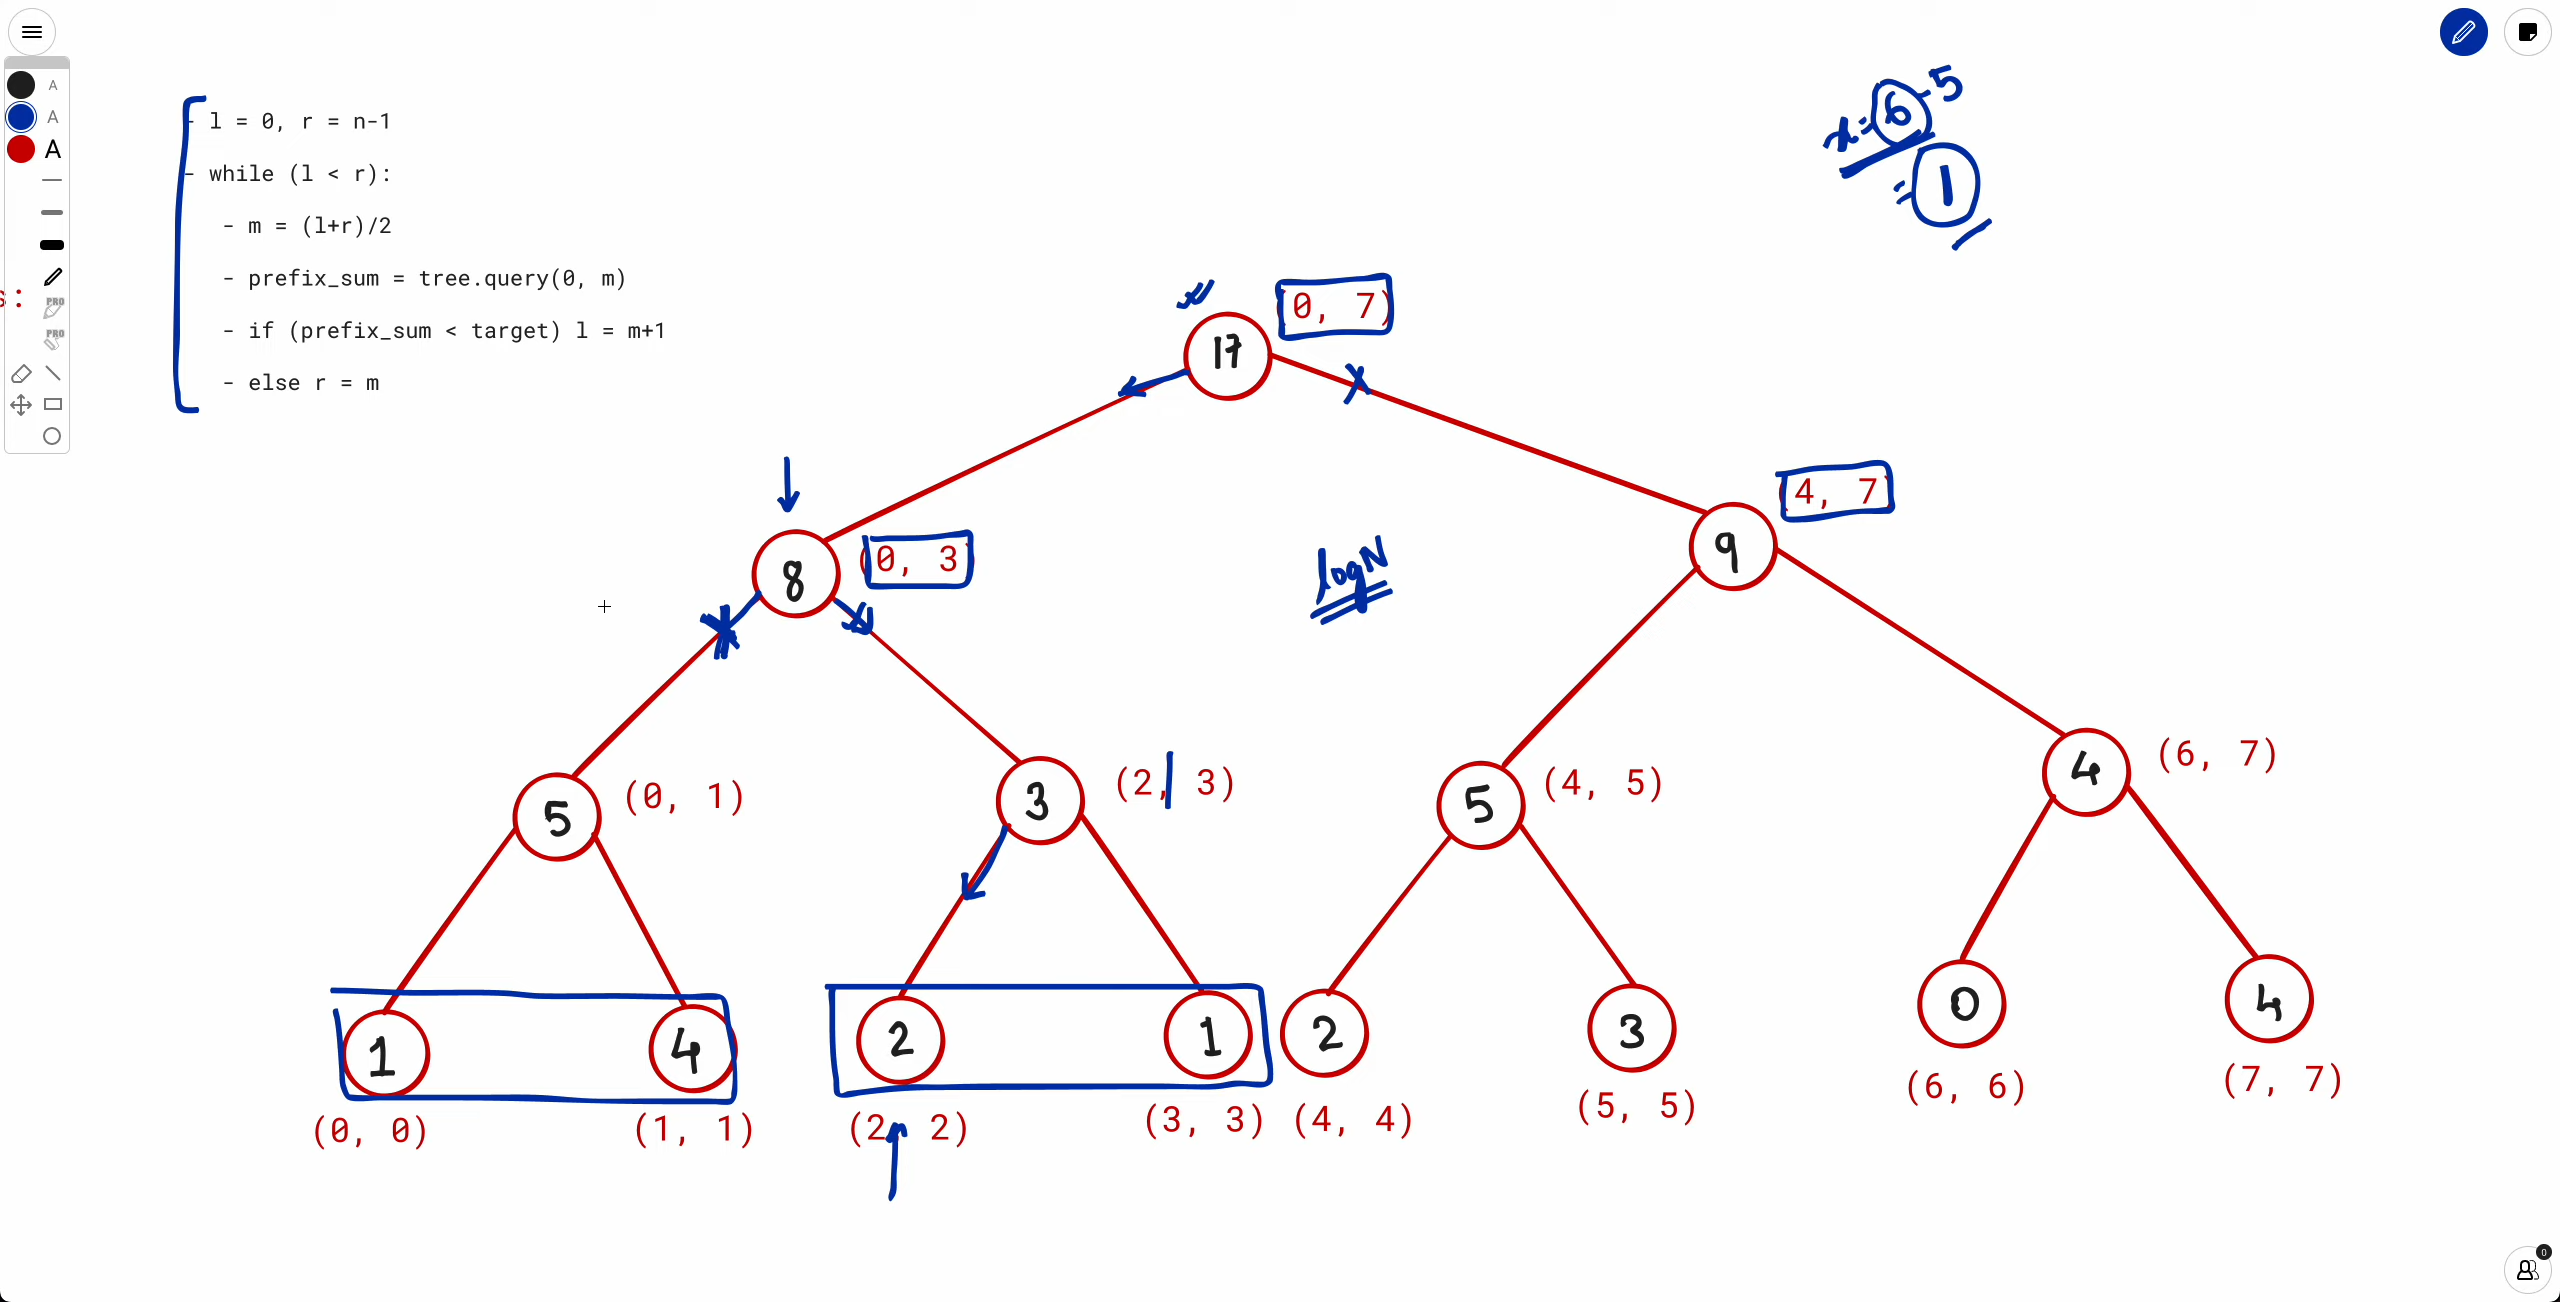 - l = 0, r = n-1
- while (l < r):
- m = (l+r)/2
- prefix_sum = tree.query(0, m)
- if (prefix_sum < target) l = m+1
- else r = m
s:
A
A
A
PRO
PRO
x = 6 - 5
= 1
17
(0, 7)
8
(0, 3)
9
(4, 7)
logN
5
(0, 1)
3
(2, 3)
5
(4, 5)
4
(6, 7)
1
4
2
1
2
3
0
4
(0, 0)
(1, 1)
(2, 2)
(3, 3)
(4, 4)
(5, 5)
(6, 6)
(7, 7)
0